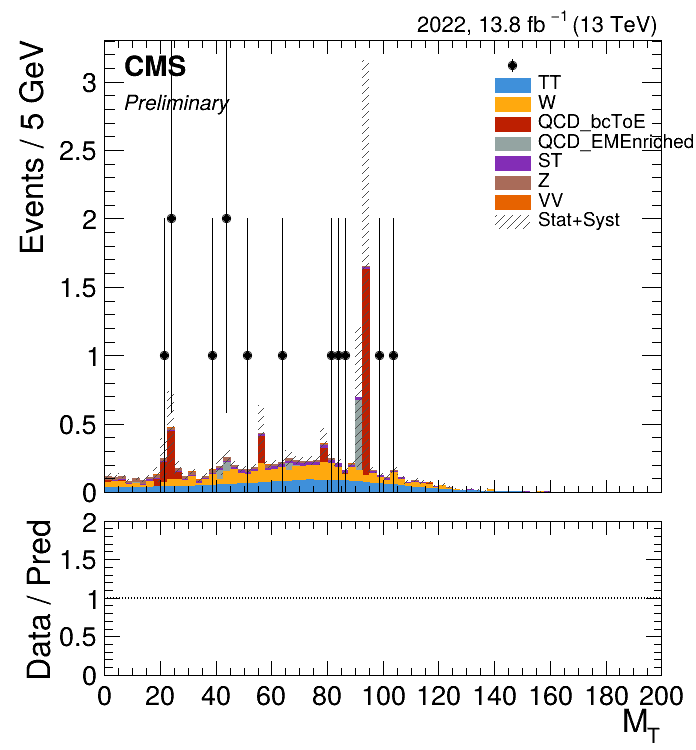 2022, 13.8 fb⁻¹ (13 TeV)
CMS
Preliminary
TT
W
QCD_bcToE
QCD_EMEnriched
ST
Z
VV
Stat+Syst
Events / 5 GeV
3
2.5
2
1.5
1
0.5
0
Data / Pred
2
1.5
1
0.5
0
0 20 40 60 80 100 120 140 160 180 200
M_T